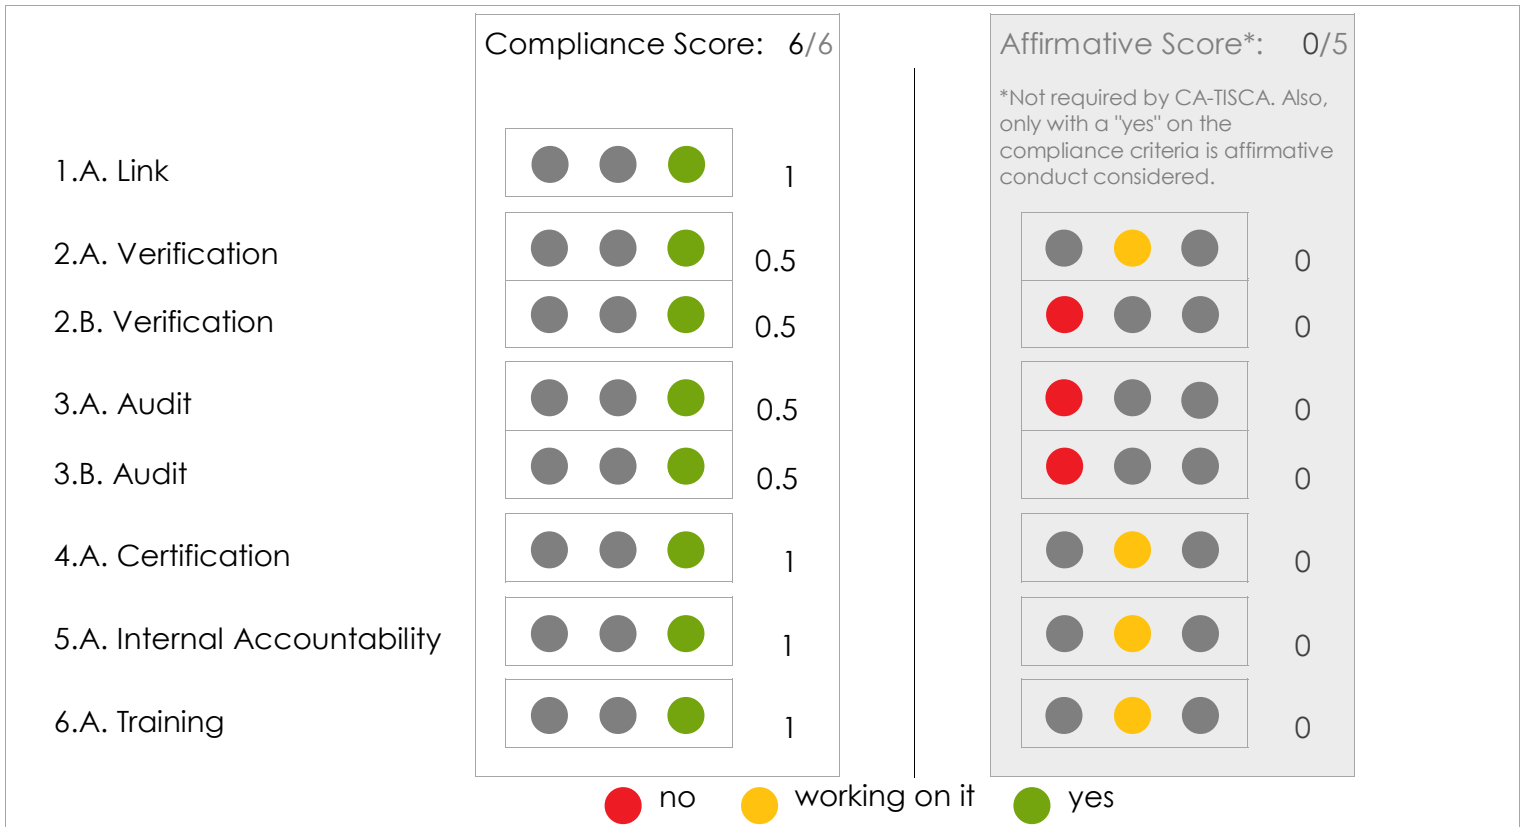 Compliance Score: 6/6
Affirmative Score*: 0/5
*Not required by CA-TISCA. Also,
only with a "yes" on the
compliance criteria is affirmative
conduct considered.
1.A. Link 1
2.A. Verification 0.5 0
2.B. Verification 0.5 0
3.A. Audit 0.5 0
3.B. Audit 0.5 0
4.A. Certification 1 0
5.A. Internal Accountability 1 0
6.A. Training 1 0
no working on it yes